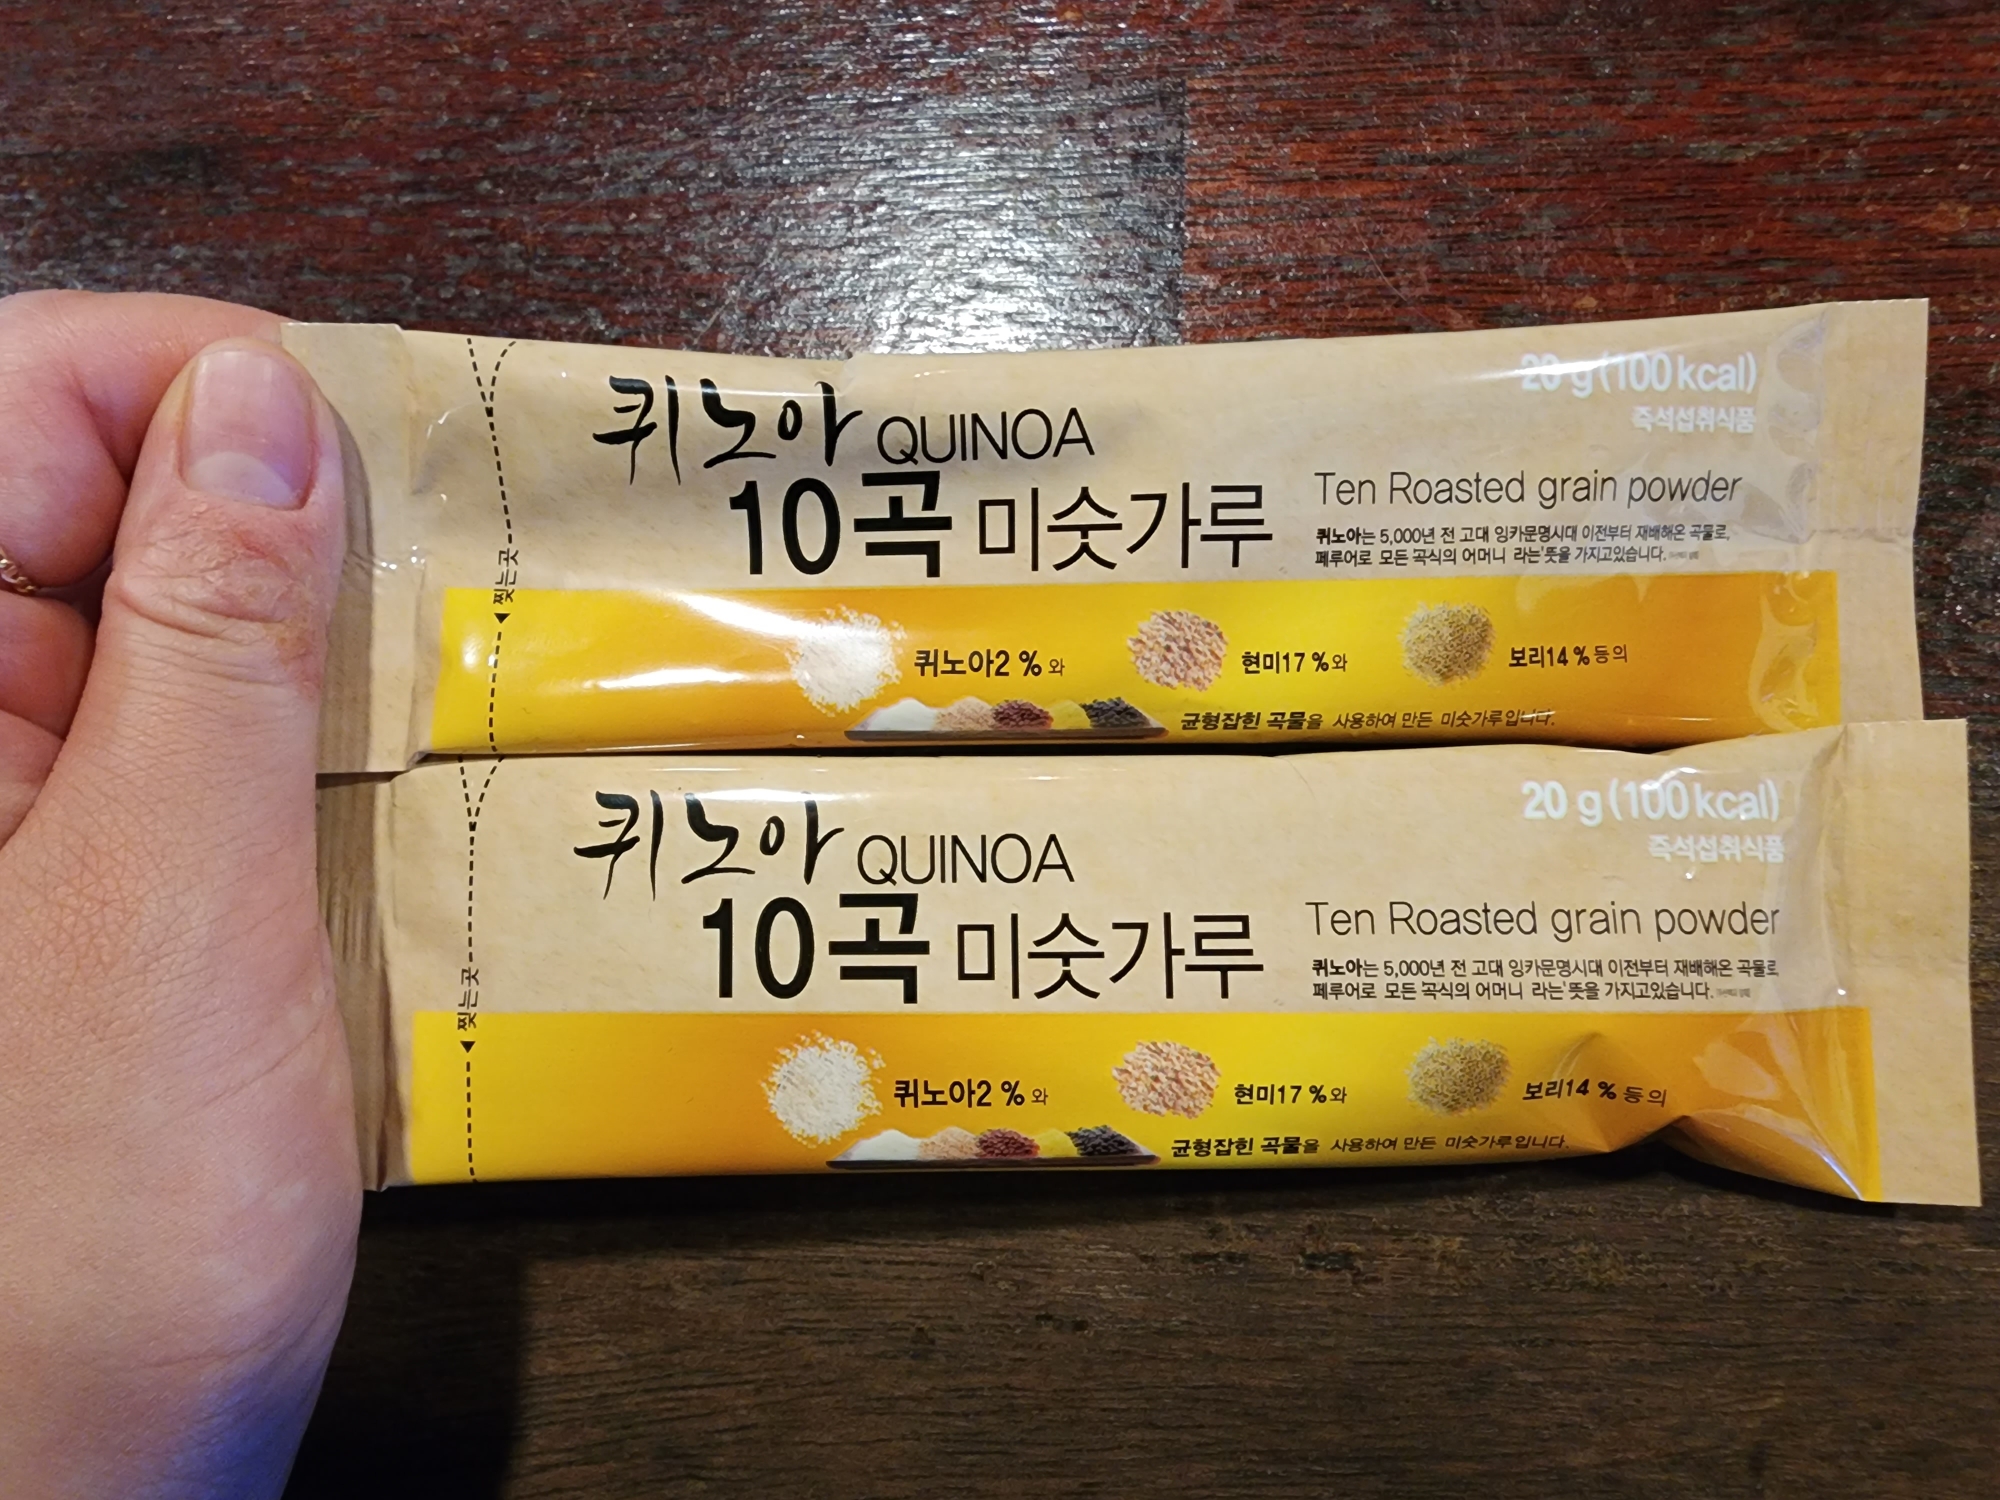 퀴노아 QUINOA
10곡 미숫가루
20 g (100 kcal)
즉석섭취식품
Ten Roasted grain powder
퀴노아는 5,000년 전 고대 잉카문명시대 이전부터 재배해온 곡물로,
페루어로 모든 곡식의 어머니 라는 뜻을 가지고있습니다.
◀찢는곳
퀴노아2 %와
현미17 %와
보리14 % 등의
균형잡힌 곡물을 사용하여 만든 미숫가루입니다.
퀴노아 QUINOA
10곡 미숫가루
20 g (100 kcal)
즉석섭취식품
Ten Roasted grain powder
퀴노아는 5,000년 전 고대 잉카문명시대 이전부터 재배해온 곡물로
페루어로 모든 '곡식의 어머니 라는' 뜻을 가지고있습니다.
◀찢는곳
퀴노아2 %와
현미17 %와
보리14 % 등의
균형잡힌 곡물을 사용하여 만든 미숫가루입니다.